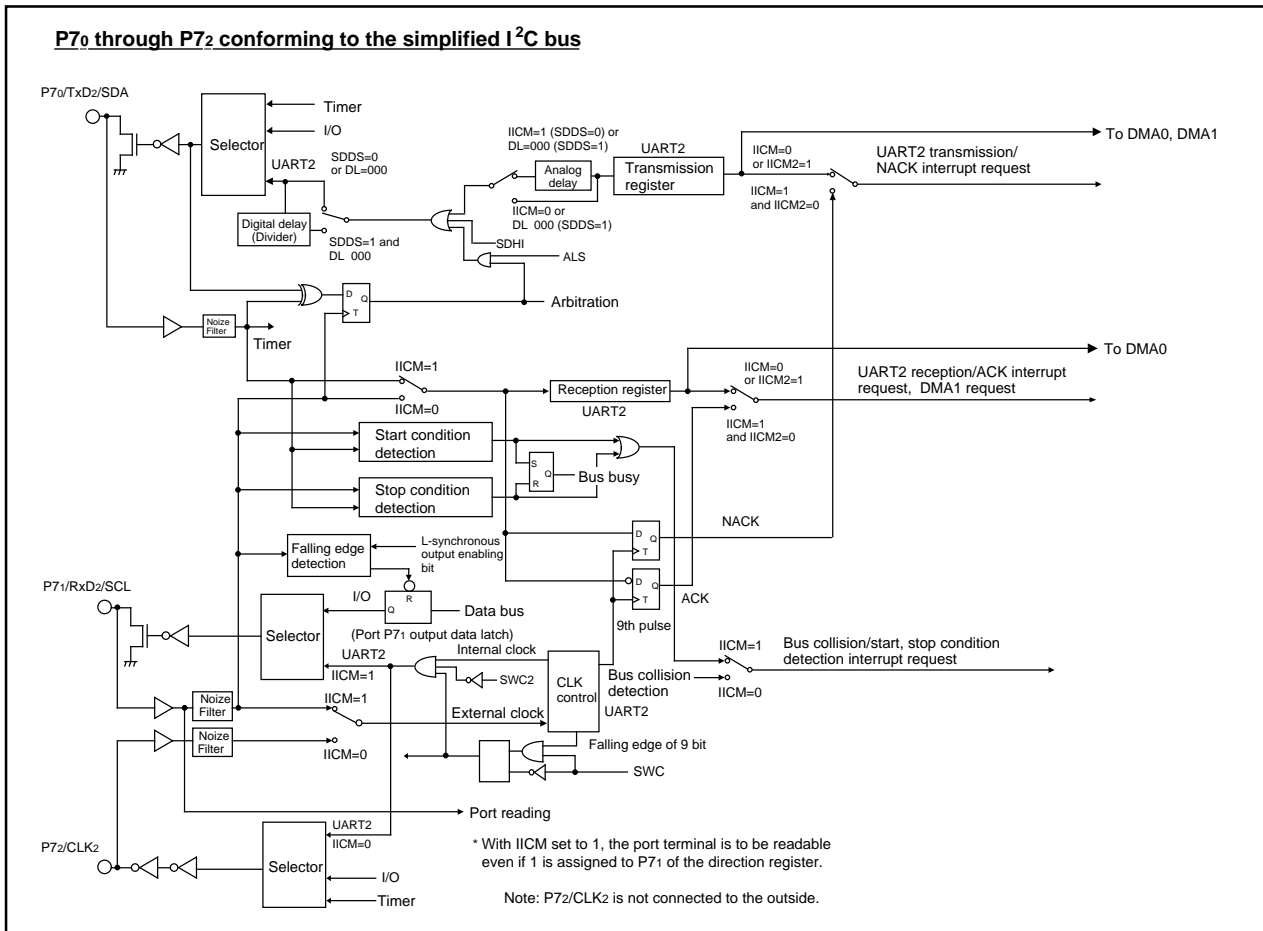 P70 through P72 conforming to the simplified I2C bus
P70/TxD2/SDA
Selector
Timer
I/O
UART2
SDDS=0
or DL=000
Digital delay
(Divider)
SDDS=1 and
DL 000
IICM=1 (SDDS=0) or
DL=000 (SDDS=1)
Analog
delay
IICM=0 or
DL 000 (SDDS=1)
SDHI
ALS
UART2
Transmission
register
To DMA0, DMA1
IICM=0
or IICM2=1
IICM=1
and IICM2=0
UART2 transmission/
NACK interrupt
request
D
Q
T
Arbitration
Noize
Filter
Timer
IICM=1
IICM=0
Reception register
UART2
To DMA0
IICM=0
or IICM2=1
IICM=1
and IICM2=0
UART2 reception/ACK interrupt
request, DMA1 request
Start condition
detection
S
R
Q
Bus busy
Stop condition
detection
NACK
D
Q
T
D
Q
T
ACK
9th pulse
Falling edge
detection
L-synchronous
output enabling
bit
P71/RxD2/SCL
Selector
I/O
R
Q
Data bus
(Port P71 output data latch)
UART2
IICM=1
Internal clock
SWC2
CLK
control
UART2
Bus collision
detection
IICM=1
IICM=0
Bus collision/start, stop condition
detection interrupt request
Noize
Filter
IICM=1
External clock
Noize
Filter
IICM=0
Falling edge of 9 bit
SWC
Port reading
P72/CLK2
Selector
UART2
IICM=0
I/O
Timer
* With IICM set to 1, the port terminal is to be readable
even if 1 is assigned to P71 of the direction register.
Note: P72/CLK2 is not connected to the outside.